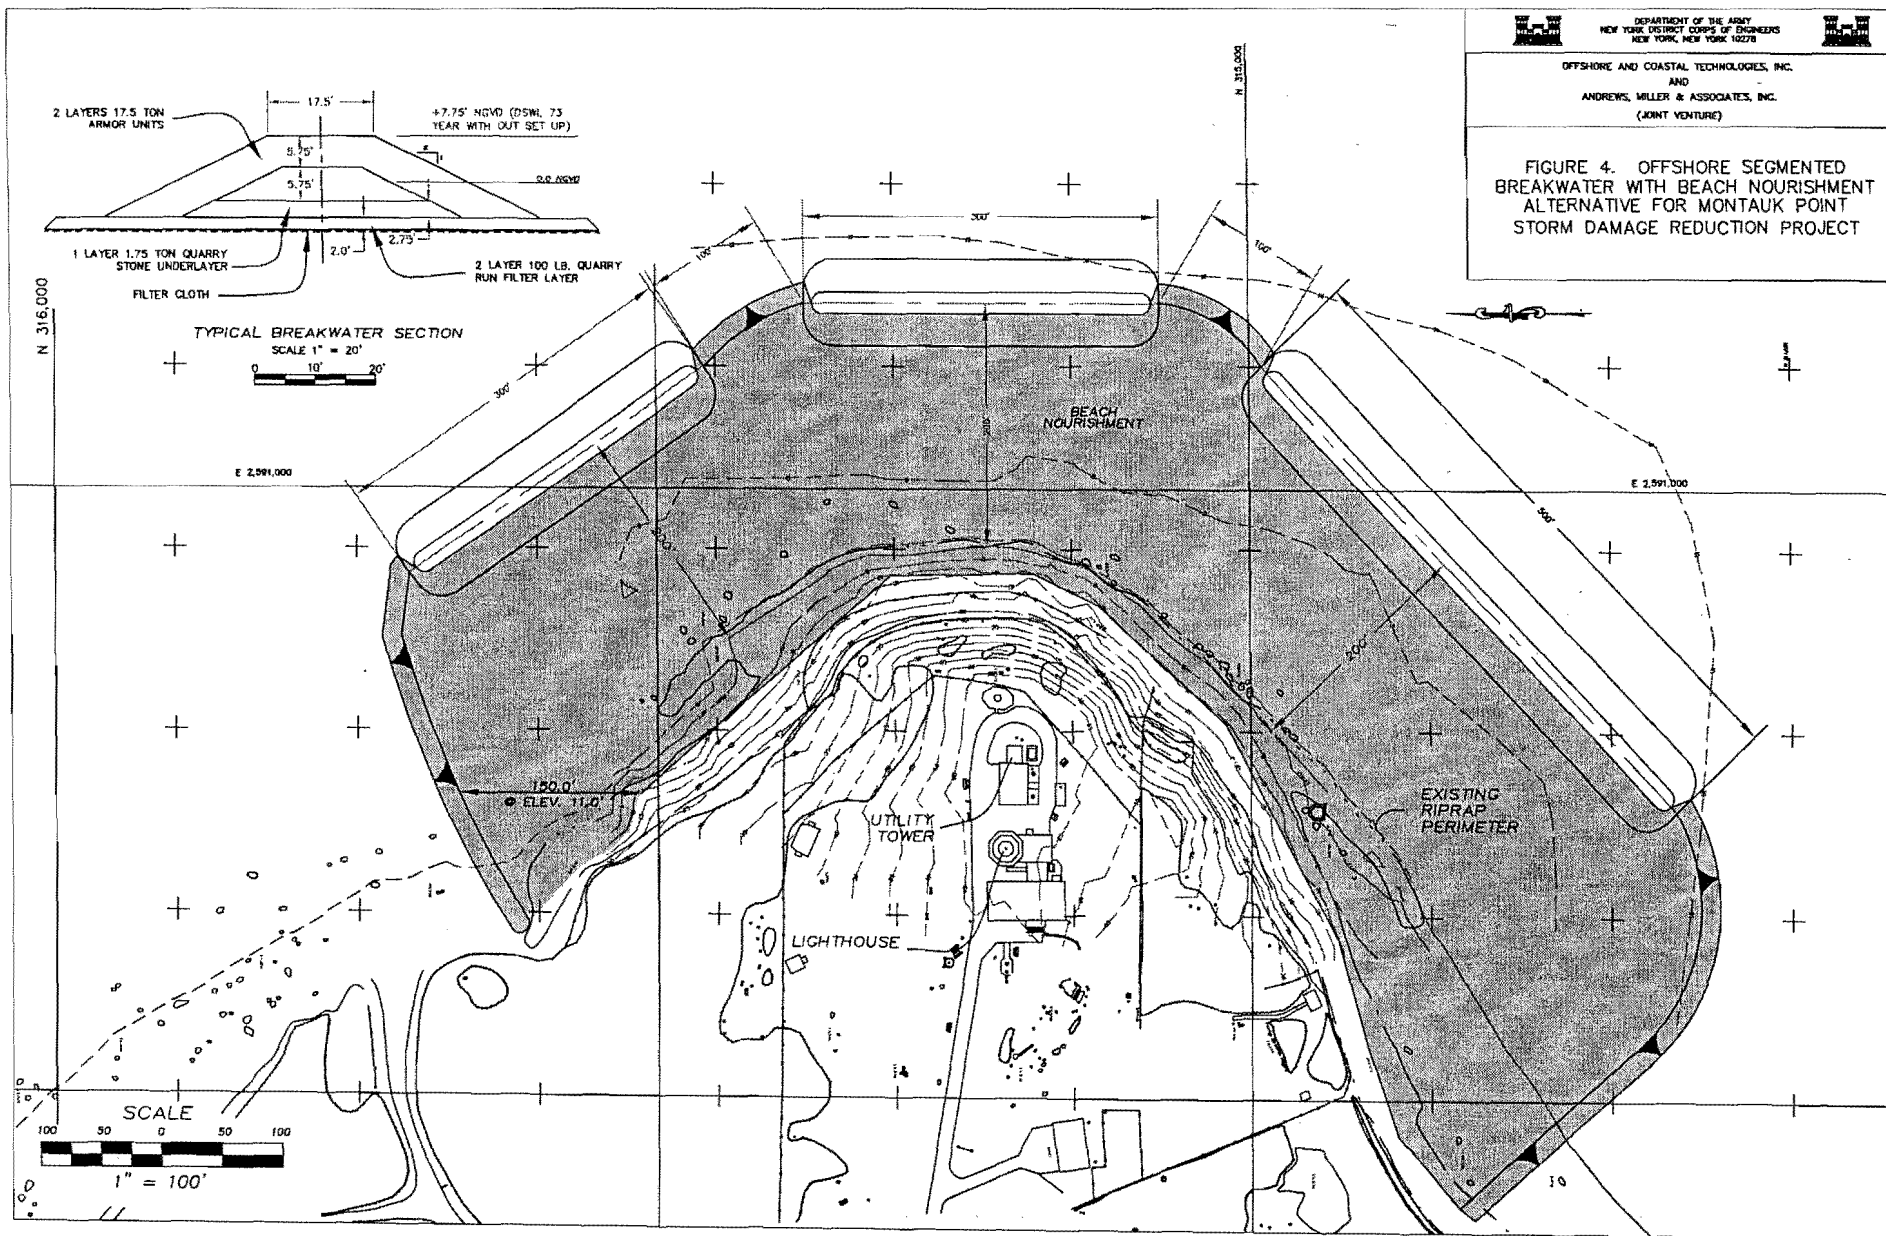 DEPARTMENT OF THE ARMY
NEW YORK DISTRICT CORPS OF ENGINEERS
NEW YORK, NEW YORK 10278
OFFSHORE AND COASTAL TECHNOLOGIES, INC.
AND
ANDREWS, MILLER & ASSOCIATES, INC.
(JOINT VENTURE)
FIGURE 4. OFFSHORE SEGMENTED
BREAKWATER WITH BEACH NOURISHMENT
ALTERNATIVE FOR MONTAUK POINT
STORM DAMAGE REDUCTION PROJECT
17.5'
2 LAYERS 17.5 TON
ARMOR UNITS
+7.75' NGVD (DSWL 73
YEAR WITH OUT SET UP)
5.75'
5.75'
0.0 NGVD
2.75'
2.0'
1 LAYER 1.75 TON QUARRY
STONE UNDERLAYER
2 LAYER 100 LB. QUARRY
RUN FILTER LAYER
FILTER CLOTH
TYPICAL BREAKWATER SECTION
SCALE 1" = 20'
0 10' 20'
N 316,000
N 315,000
300'
100'
100'
300'
500'
E 2,591,000
E 2,591,000
BEACH
NOURISHMENT
200'
200'
200'
150.0'
@ ELEV. 11.0'
UTILITY
TOWER
EXISTING
RIPRAP
PERIMETER
LIGHTHOUSE
SCALE
100 50 0 50 100
1" = 100'
10